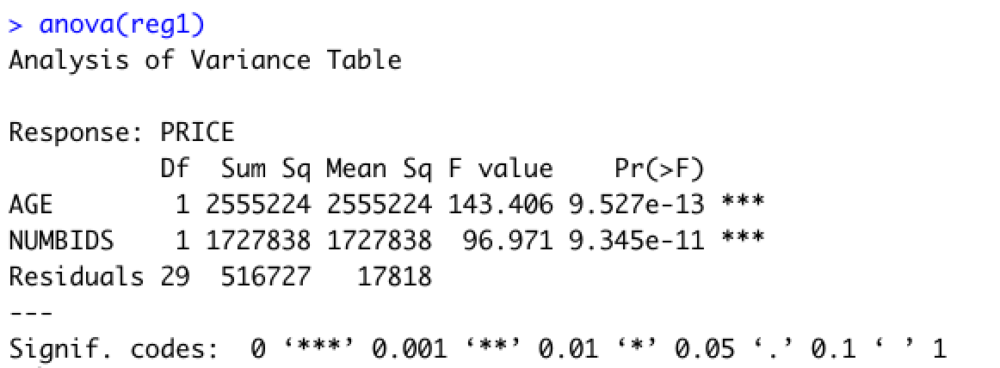 > anova(reg1)
Analysis of Variance Table

Response: PRICE
          Df  Sum Sq Mean Sq F value    Pr(>F)
AGE        1 2555224 2555224 143.406 9.527e-13 ***
NUMBIDS    1 1727838 1727838  96.971 9.345e-11 ***
Residuals 29  516727   17818
---
Signif. codes:  0 ‘***’ 0.001 ‘**’ 0.01 ‘*’ 0.05 ‘.’ 0.1 ‘ ’ 1